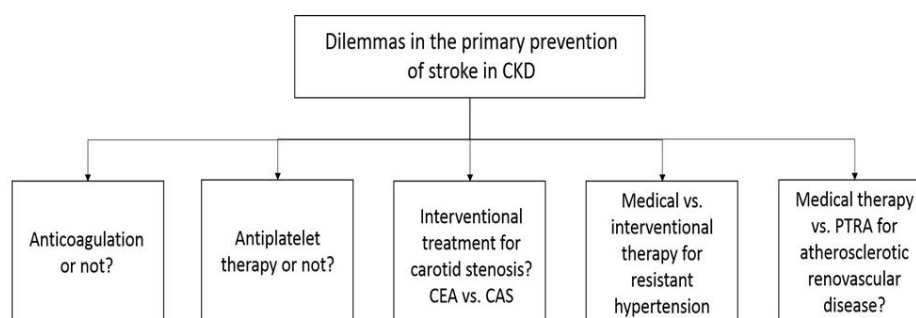 Dilemmas in the primary prevention
of stroke in CKD
Anticoagulation
or not?
Antiplatelet
therapy or not?
Interventional
treatment for
carotid stenosis?
CEA vs. CAS
Medical vs.
interventional
therapy for
resistant
hypertension
Medical therapy
vs. PTRA for
atherosclerotic
renovascular
disease?